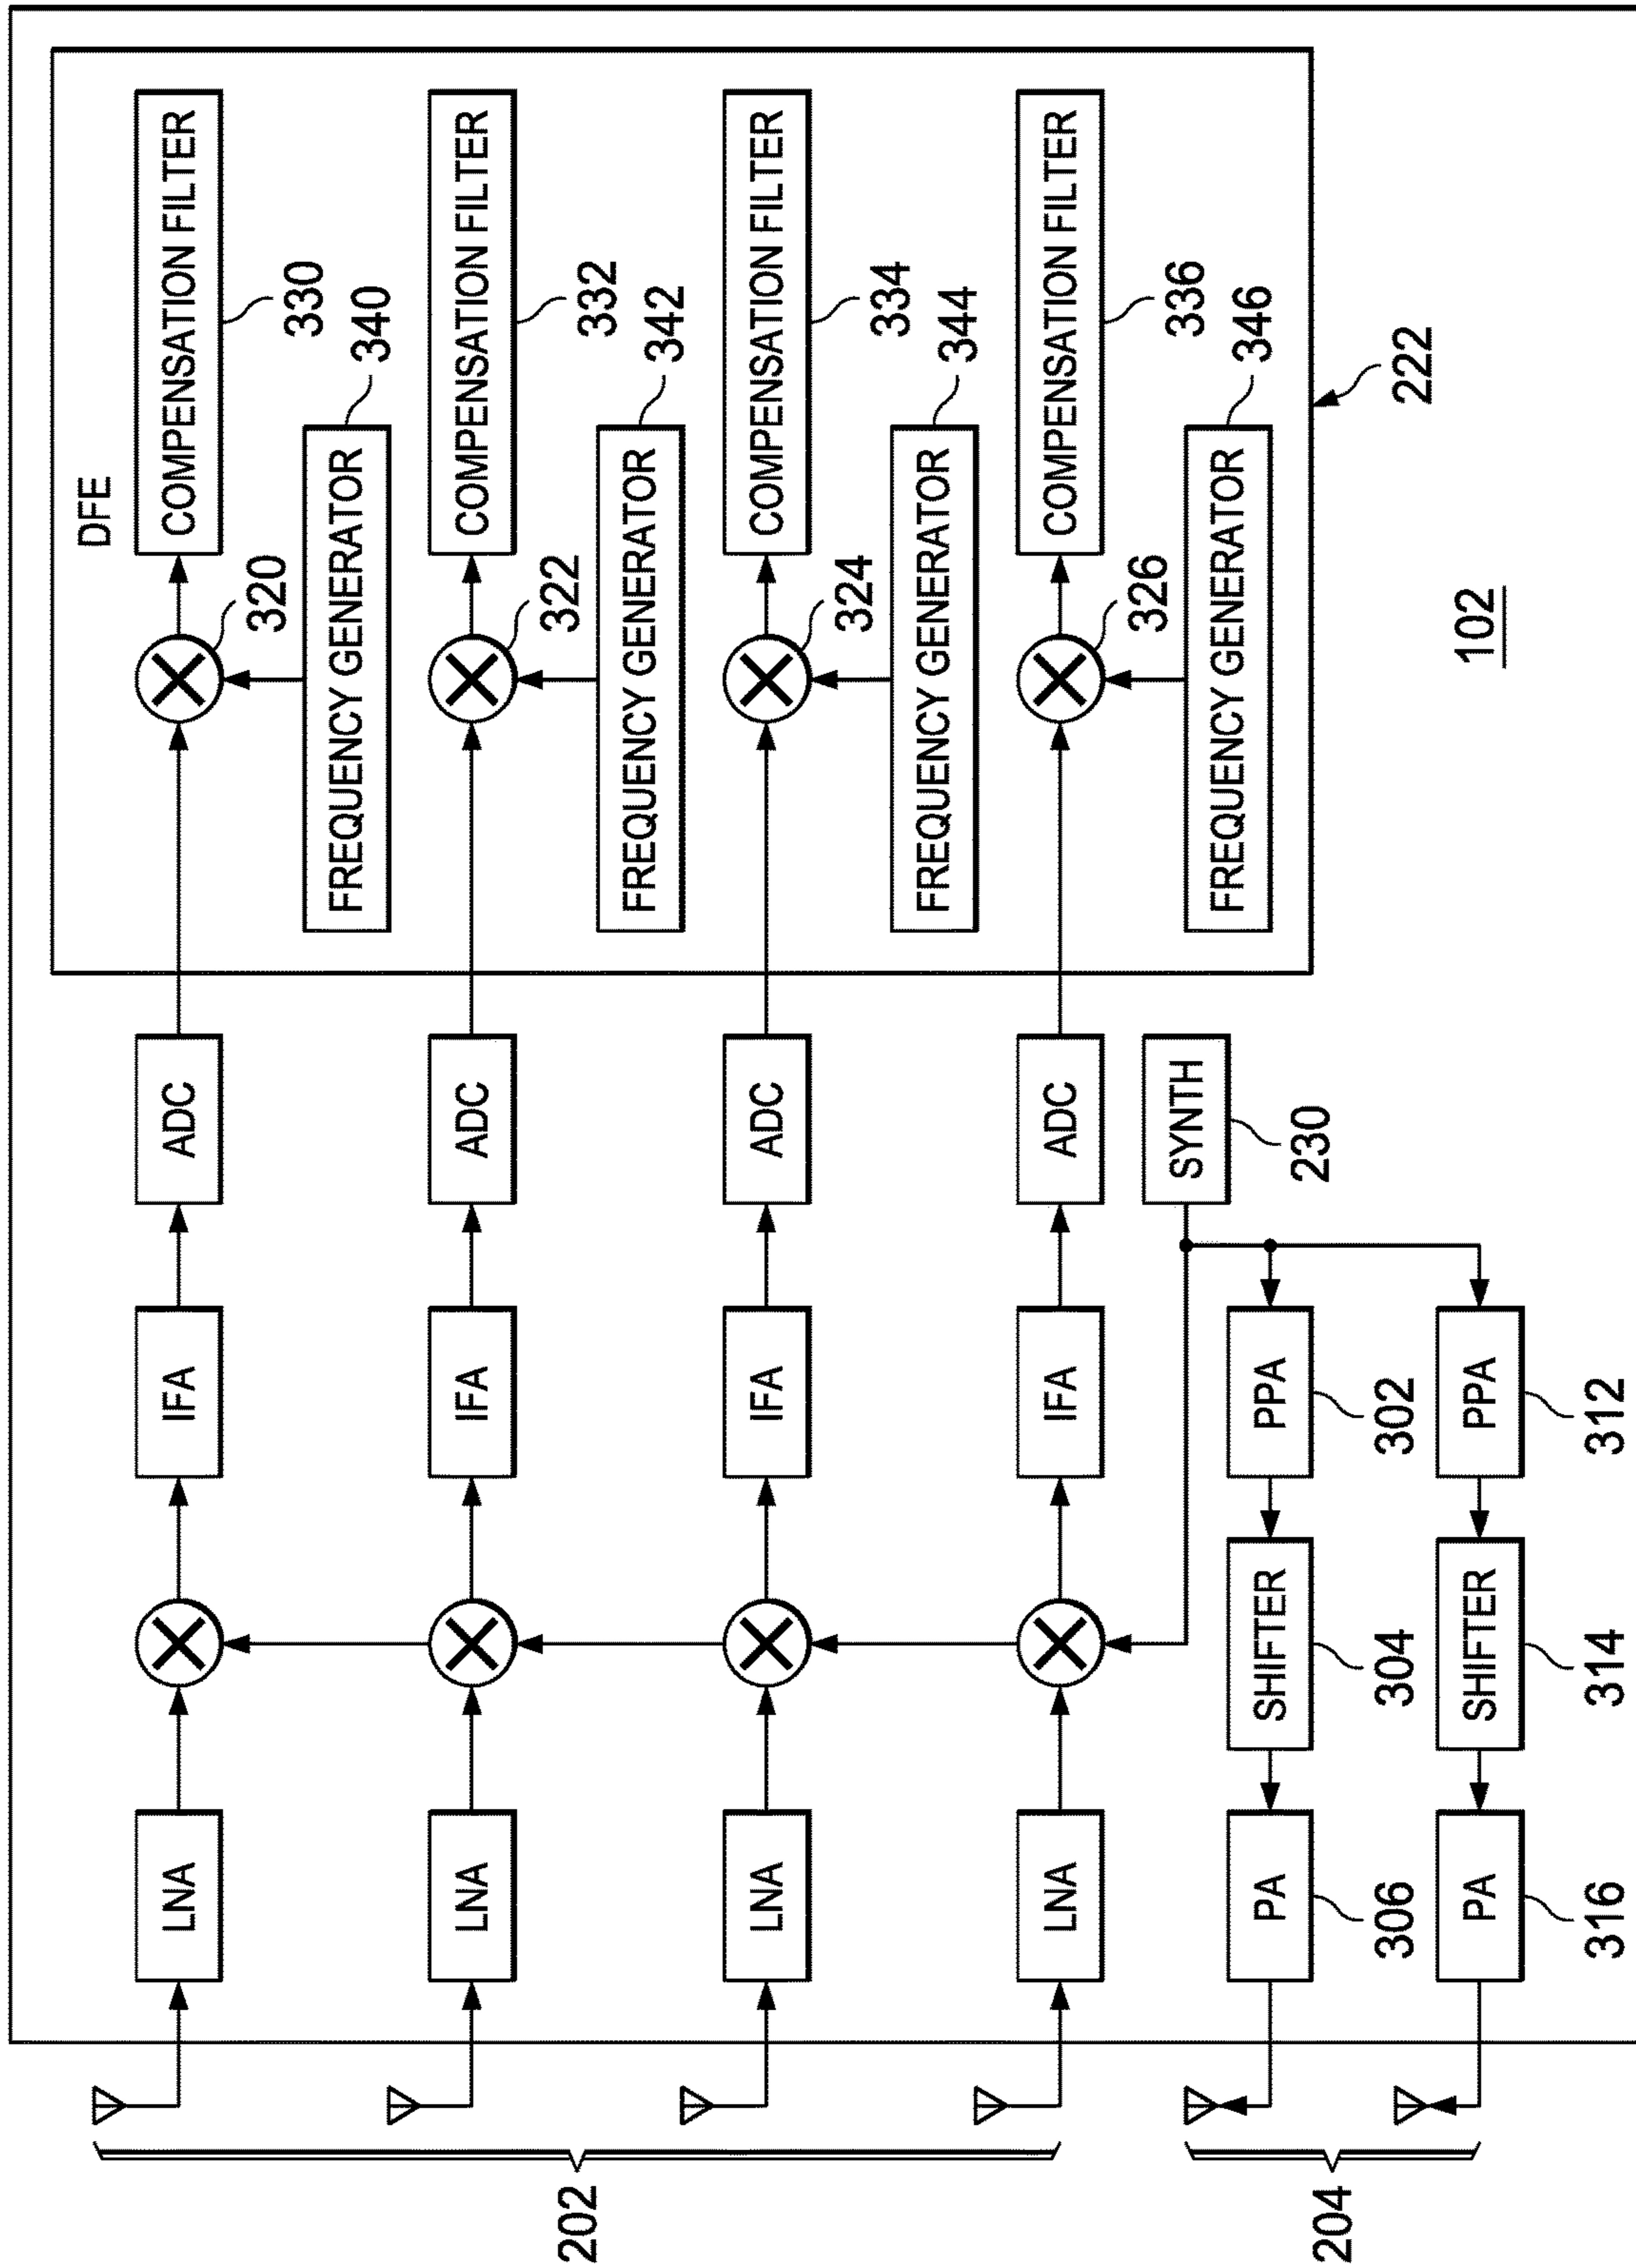 DFE
LNA
IFA
ADC
COMPENSATION FILTER
320
330
FREQUENCY GENERATOR
340
LNA
IFA
ADC
COMPENSATION FILTER
322
332
FREQUENCY GENERATOR
342
LNA
IFA
ADC
COMPENSATION FILTER
324
334
FREQUENCY GENERATOR
344
LNA
IFA
ADC
COMPENSATION FILTER
326
336
FREQUENCY GENERATOR
346
202
SYNTH
230
222
PA
SHIFTER
PPA
306
304
302
PA
SHIFTER
PPA
316
314
312
204
102